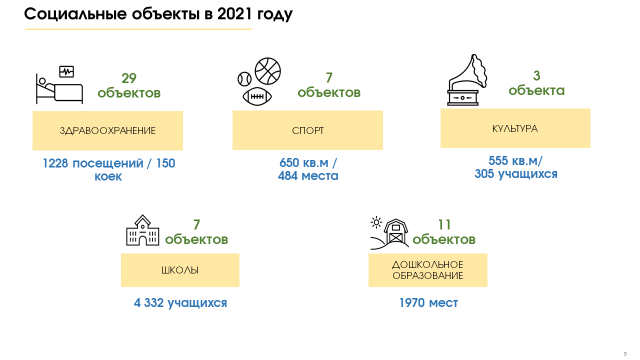 Социальные объекты в 2021 году
29
объектов
ЗДРАВООХРАНЕНИЕ
1228 посещений / 150
коек
7
объектов
СПОРТ
650 кв.м /
484 места
3
объекта
КУЛЬТУРА
555 кв.м/
305 учащихся
7
объектов
ШКОЛЫ
4 332 учащихся
11
объектов
ДОШКОЛЬНОЕ
ОБРАЗОВАНИЕ
1970 мест